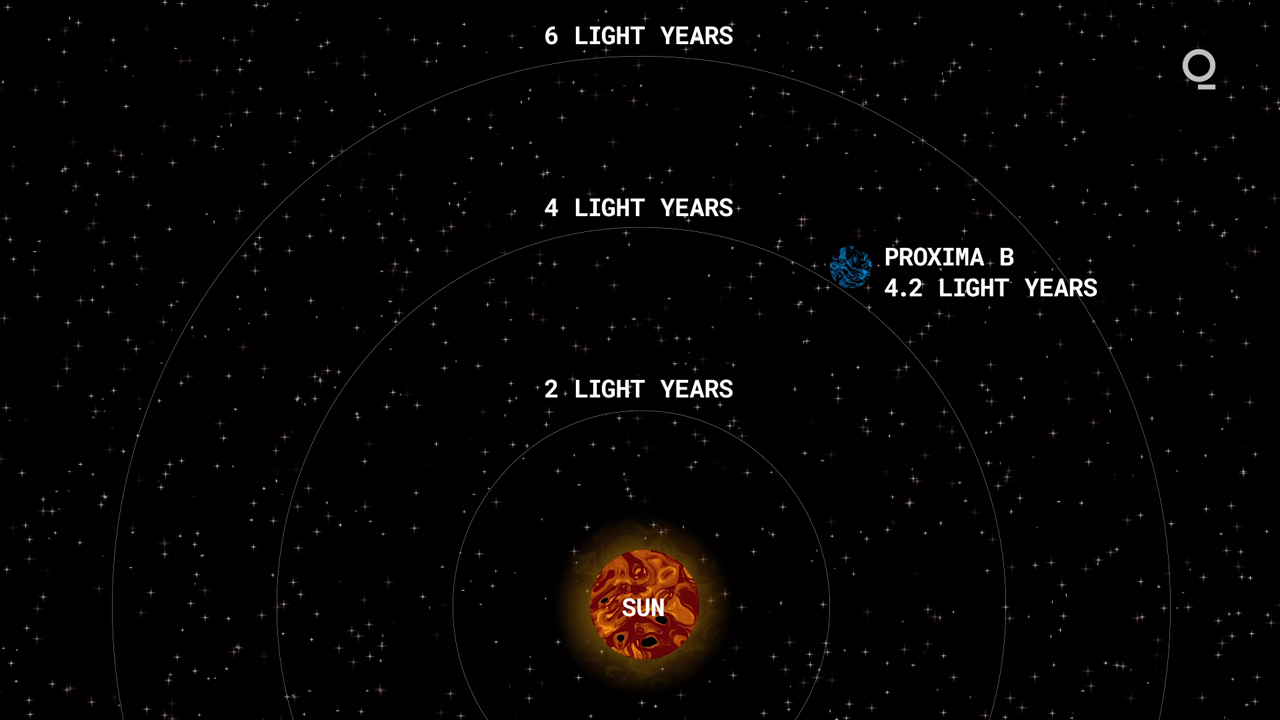 6 LIGHT YEARS
4 LIGHT YEARS
PROXIMA B
4.2 LIGHT YEARS
2 LIGHT YEARS
SUN